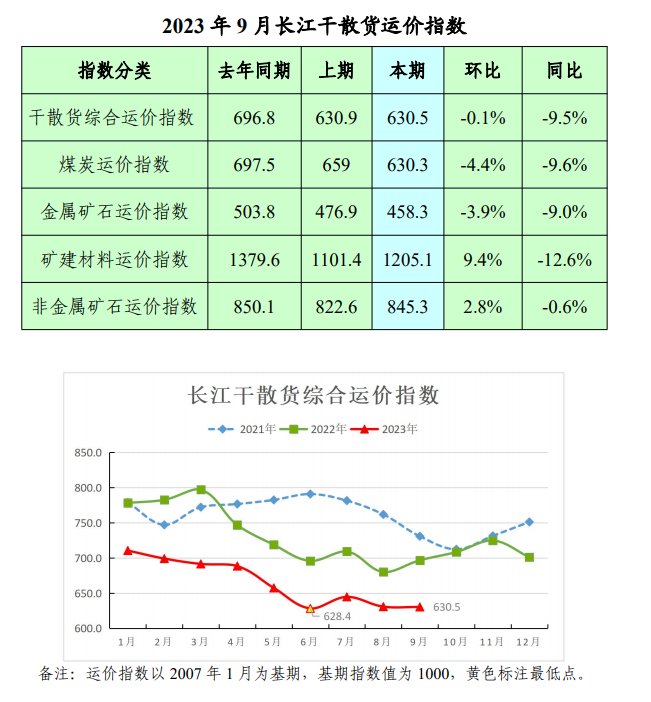 2023 年 9 月长江干散货运价指数
指数分类 去年同期 上期 本期 环比 同比
干散货综合运价指数 696.8 630.9 630.5 -0.1% -9.5%
煤炭运价指数 697.5 659 630.3 -4.4% -9.6%
金属矿石运价指数 503.8 476.9 458.3 -3.9% -9.0%
矿建材料运价指数 1379.6 1101.4 1205.1 9.4% -12.6%
非金属矿石运价指数 850.1 822.6 845.3 2.8% -0.6%
长江干散货综合运价指数
2021年 2022年 2023年
850.0
800.0
750.0
700.0
650.0
600.0
628.4
630.5
1月 2月 3月 4月 5月 6月 7月 8月 9月 10月 11月 12月
备注：运价指数以 2007 年 1 月为基期，基期指数值为 1000，黄色标注最低点。